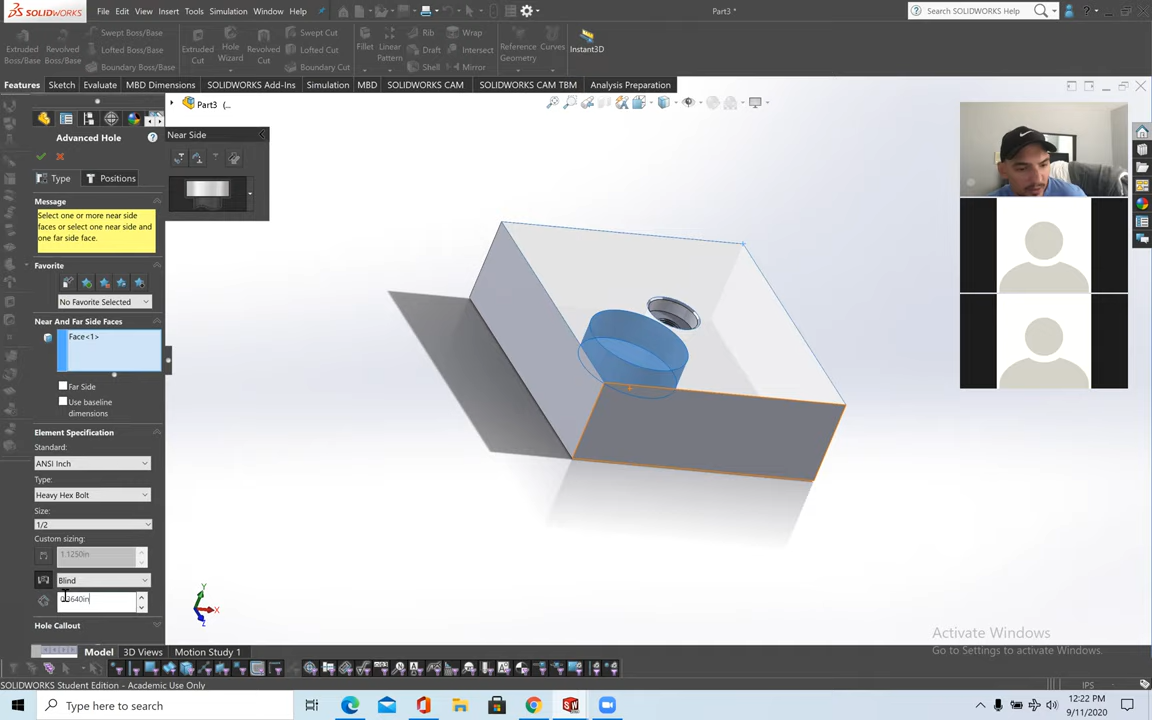 SOLIDWORKS File Edit View Insert Tools Simulation Window Help Part3 * Search SOLIDWORKS Help
Extruded Boss/Base
Revolved Boss/Base
Swept Boss/Base
Lofted Boss/Base
Boundary Boss/Base
Extruded Cut
Hole Wizard
Revolved Cut
Swept Cut
Lofted Cut
Boundary Cut
Fillet
Linear Pattern
Rib
Draft
Shell
Wrap
Intersect
Mirror
Reference Geometry
Curves
Instant3D
Features Sketch Evaluate MBD Dimensions SOLIDWORKS Add-Ins Simulation MBD SOLIDWORKS CAM SOLIDWORKS CAM TBM Analysis Preparation
Part3 (...
Near Side
Advanced Hole
Type Positions
Message
Select one or more near side
faces or select one near side and
one far side face.
Favorite
No Favorite Selected
Near And Far Side Faces
Face<1>
Far Side
Use baseline
dimensions
Element Specification
Standard:
ANSI Inch
Type:
Heavy Hex Bolt
Size:
1/2
Custom sizing:
1.1250in
Blind
Hole Callout
Model 3D Views Motion Study 1
SOLIDWORKS Student Edition - Academic Use Only
IPS
Activate Windows
Go to Settings to activate Windows.
Type here to search
12:22 PM
9/11/2020